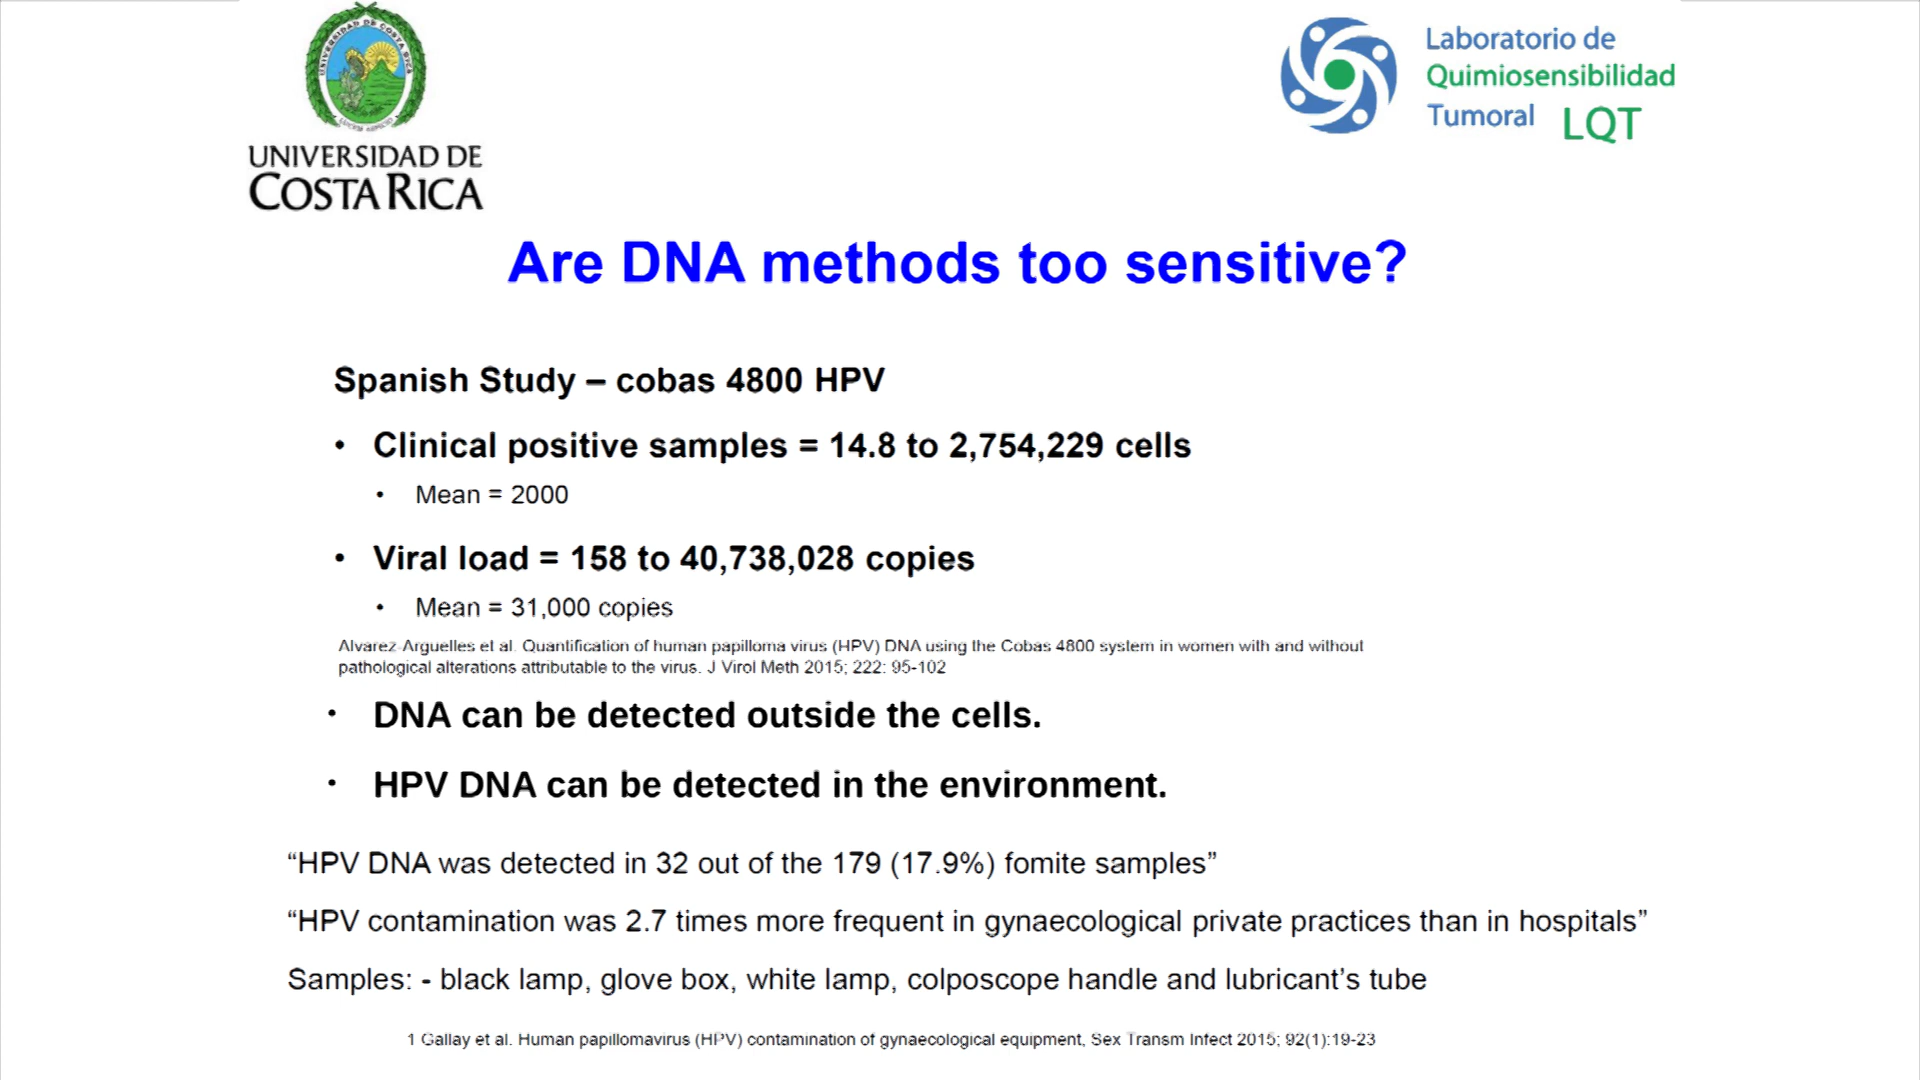 UNIVERSIDAD DE COSTA RICA
LUCEM ASPICIO
UNIVERSIDAD DE
COSTA RICA
Laboratorio de
Quimiosensibilidad
Tumoral LQT
Are DNA methods too sensitive?
Spanish Study – cobas 4800 HPV
• Clinical positive samples = 14.8 to 2,754,229 cells
• Mean = 2000
• Viral load = 158 to 40,738,028 copies
• Mean = 31,000 copies
Alvarez-Arguelles et al. Quantification of human papilloma virus (HPV) DNA using the Cobas 4800 system in women with and without
pathological alterations attributable to the virus. J Virol Meth 2015; 222: 95-102
• DNA can be detected outside the cells.
• HPV DNA can be detected in the environment.
“HPV DNA was detected in 32 out of the 179 (17.9%) fomite samples”
“HPV contamination was 2.7 times more frequent in gynaecological private practices than in hospitals”
Samples: - black lamp, glove box, white lamp, colposcope handle and lubricant’s tube
1 Gallay et al. Human papillomavirus (HPV) contamination of gynaecological equipment, Sex Transm Infect 2015; 92(1):19-23